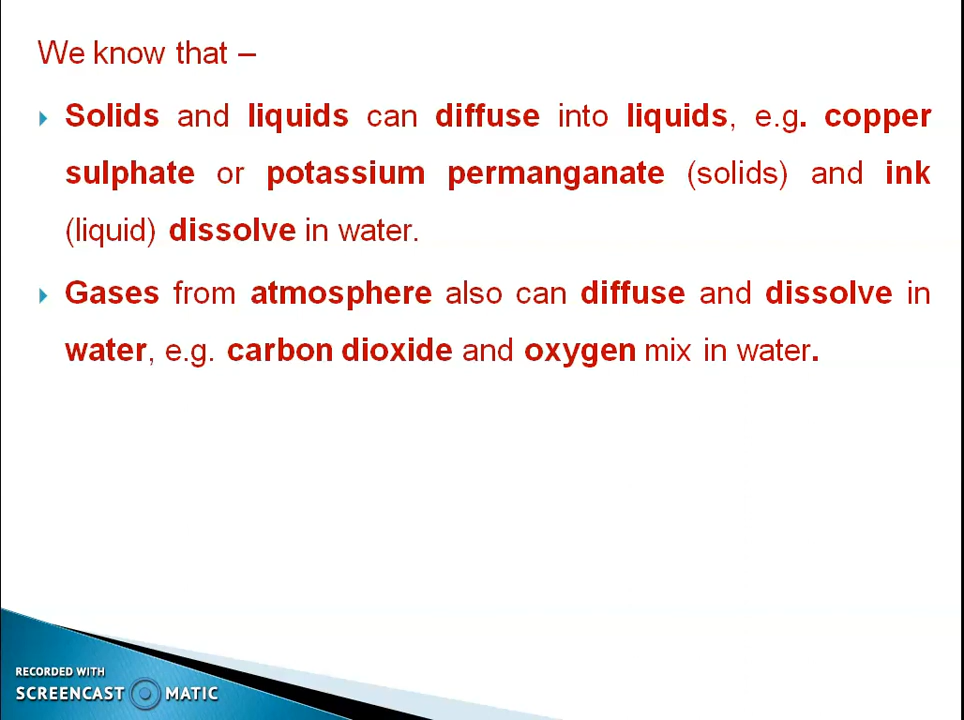 We know that –
Solids and liquids can diffuse into liquids, e.g. copper
sulphate or potassium permanganate (solids) and ink
(liquid) dissolve in water.
Gases from atmosphere also can diffuse and dissolve in
water, e.g. carbon dioxide and oxygen mix in water.
RECORDED WITH
SCREENCAST MATIC